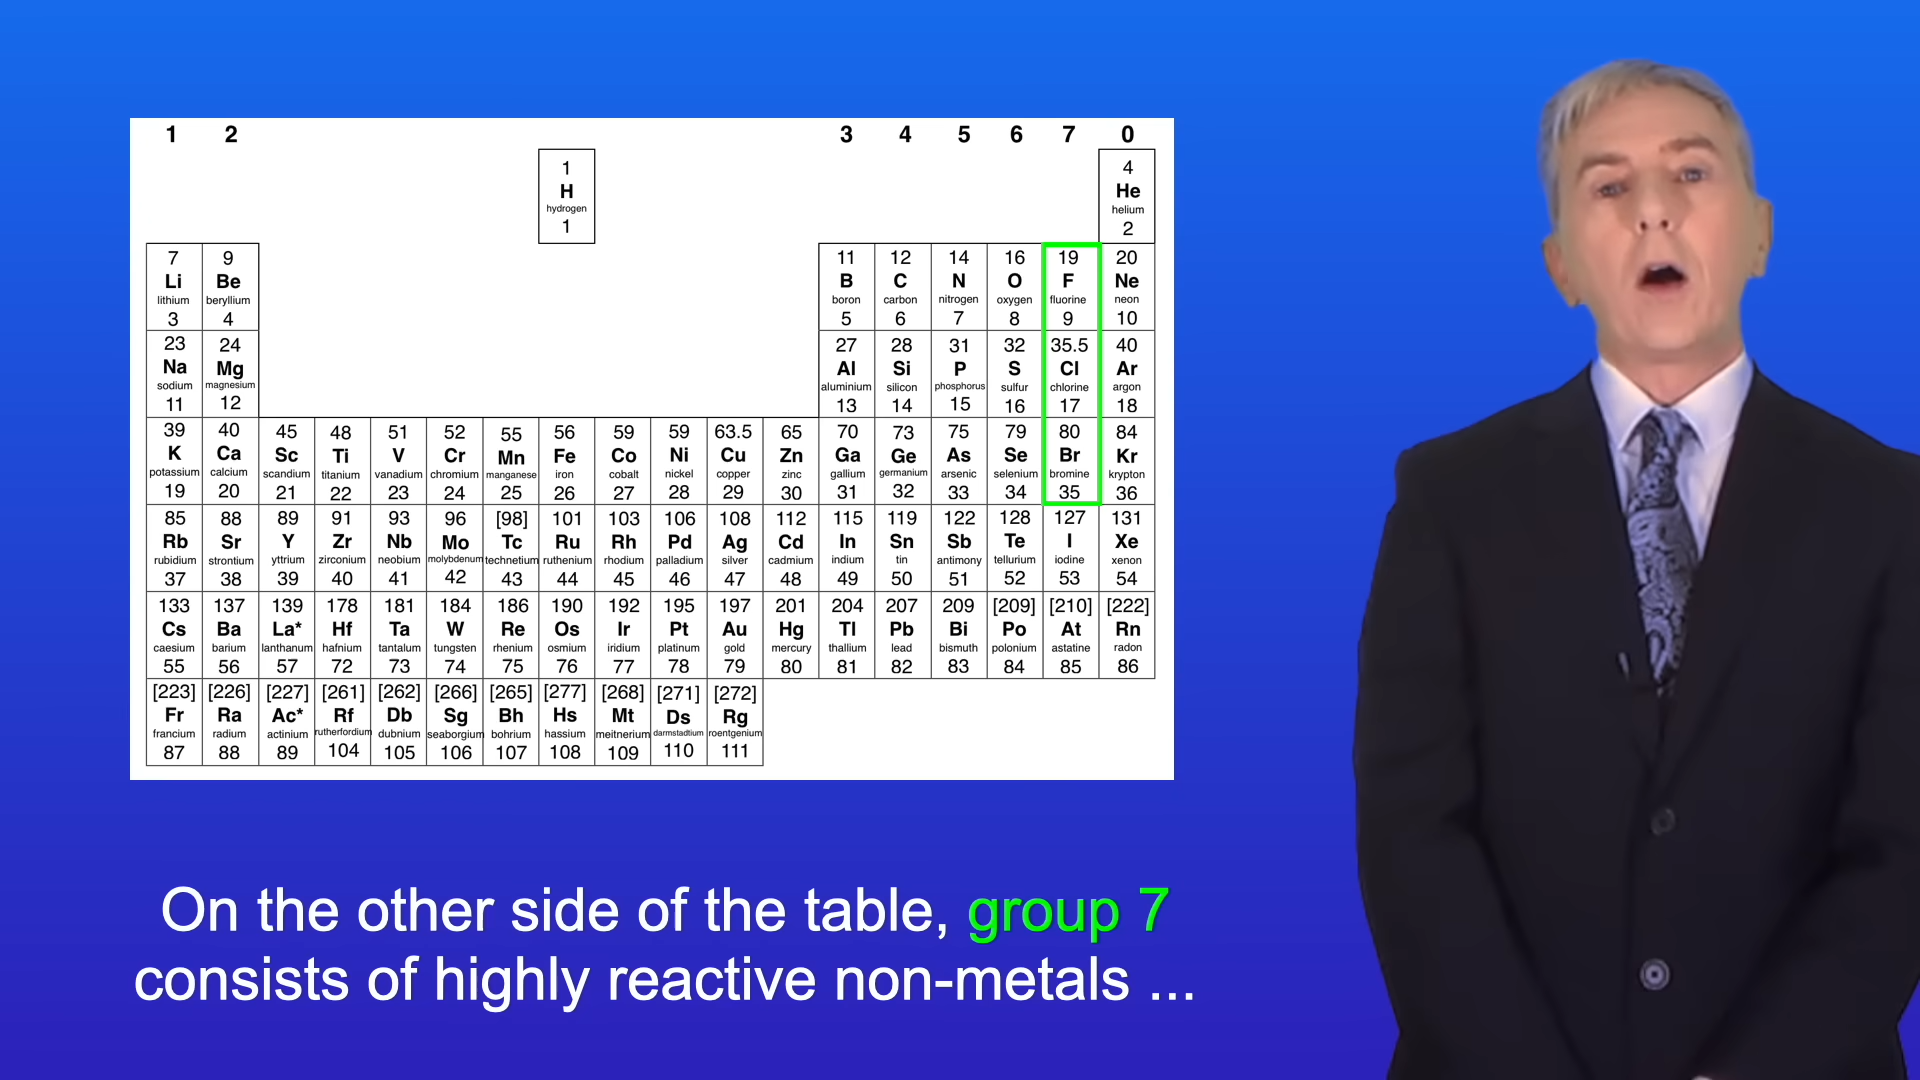 1 2 3 4 5 6 7 0
1 4
H He
hydrogen helium
1 2
7 9 11 12 14 16 19 20
Li Be B C N O F Ne
lithium beryllium boron carbon nitrogen oxygen fluorine neon
3 4 5 6 7 8 9 10
23 24 27 28 31 32 35.5 40
Na Mg Al Si P S Cl Ar
sodium magnesium aluminium silicon phosphorus sulfur chlorine argon
11 12 13 14 15 16 17 18
39 40 45 48 51 52 55 56 59 59 63.5 65 70 73 75 79 80 84
K Ca Sc Ti V Cr Mn Fe Co Ni Cu Zn Ga Ge As Se Br Kr
potassium calcium scandium titanium vanadium chromium manganese iron cobalt nickel copper zinc gallium germanium arsenic selenium bromine krypton
19 20 21 22 23 24 25 26 27 28 29 30 31 32 33 34 35 36
85 88 89 91 93 96 [98] 101 103 106 108 112 115 119 122 128 127 131
Rb Sr Y Zr Nb Mo Tc Ru Rh Pd Ag Cd In Sn Sb Te I Xe
rubidium strontium yttrium zirconium neobium molybdenum technetium ruthenium rhodium palladium silver cadmium indium tin antimony tellurium iodine xenon
37 38 39 40 41 42 43 44 45 46 47 48 49 50 51 52 53 54
133 137 139 178 181 184 186 190 192 195 197 201 204 207 209 [209] [210] [222]
Cs Ba La* Hf Ta W Re Os Ir Pt Au Hg Tl Pb Bi Po At Rn
caesium barium lanthanum hafnium tantalum tungsten rhenium osmium iridium platinum gold mercury thallium lead bismuth polonium astatine radon
55 56 57 72 73 74 75 76 77 78 79 80 81 82 83 84 85 86
[223] [226] [227] [261] [262] [266] [265] [277] [268] [271] [272]
Fr Ra Ac* Rf Db Sg Bh Hs Mt Ds Rg
francium radium actinium rutherfordium dubnium seaborgium bohrium hassium meitnerium darmstadtium roentgenium
87 88 89 104 105 106 107 108 109 110 111
On the other side of the table, group 7
consists of highly reactive non-metals ...